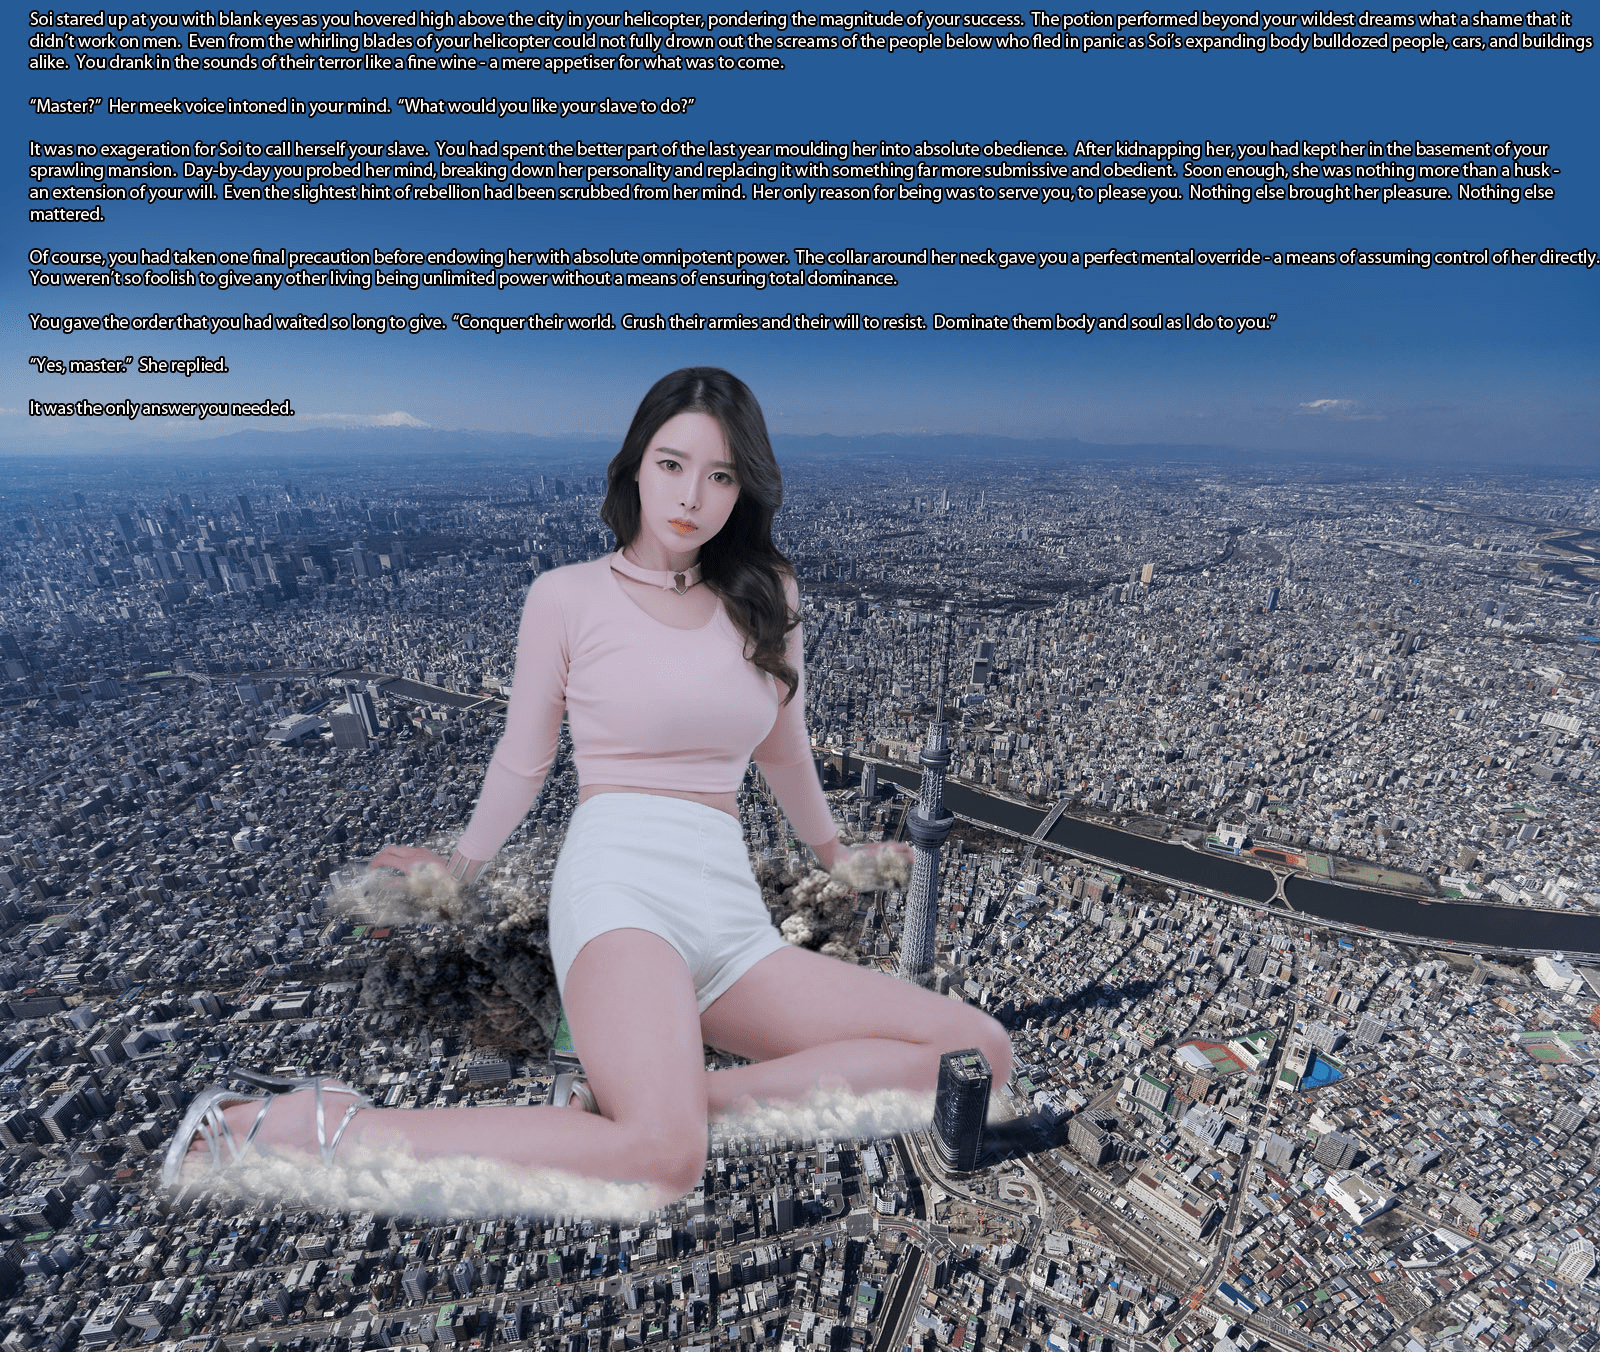 Soi stared up at you with blank eyes as you hovered high above the city in your helicopter, pondering the magnitude of your success.  The potion performed beyond your wildest dreams what a shame that it
didn't work on men.  Even from the whirling blades of your helicopter could not fully drown out the screams of the people below who fled in panic as Soi's expanding body bulldozed people, cars, and buildings
alike.  You drank in the sounds of their terror like a fine wine - a mere appetiser for what was to come.
"Master?"  Her meek voice intoned in your mind.  "What would you like your slave to do?"
It was no exageration for Soi to call herself your slave.  You had spent the better part of the last year moulding her into absolute obedience.  After kidnapping her, you had kept her in the basement of your
sprawling mansion.  Day-by-day you probed her mind, breaking down her personality and replacing it with something far more submissive and obedient.  Soon enough, she was nothing more than a husk -
an extension of your will.  Even the slightest hint of rebellion had been scrubbed from her mind.  Her only reason for being was to serve you, to please you.  Nothing else brought her pleasure.  Nothing else
mattered.
Of course, you had taken one final precaution before endowing her with absolute omnipotent power.  The collar around her neck gave you a perfect mental override - a means of assuming control of her directly.
You weren't so foolish to give any other living being unlimited power without a means of ensuring total dominance.
You gave the order that you had waited so long to give.  "Conquer their world.  Crush their armies and their will to resist.  Dominate them body and soul as I do to you."
"Yes, master."  She replied.
It was the only answer you needed.